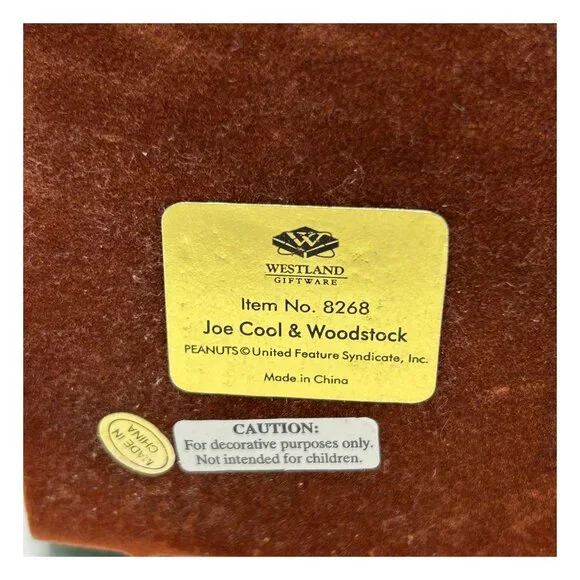 W
WESTLAND
GIFTWARE
Item No. 8268
Joe Cool & Woodstock
PEANUTS © United Feature Syndicate, Inc.
Made in China
MADE IN
CHINA
CAUTION:
For decorative purposes only.
Not intended for children.